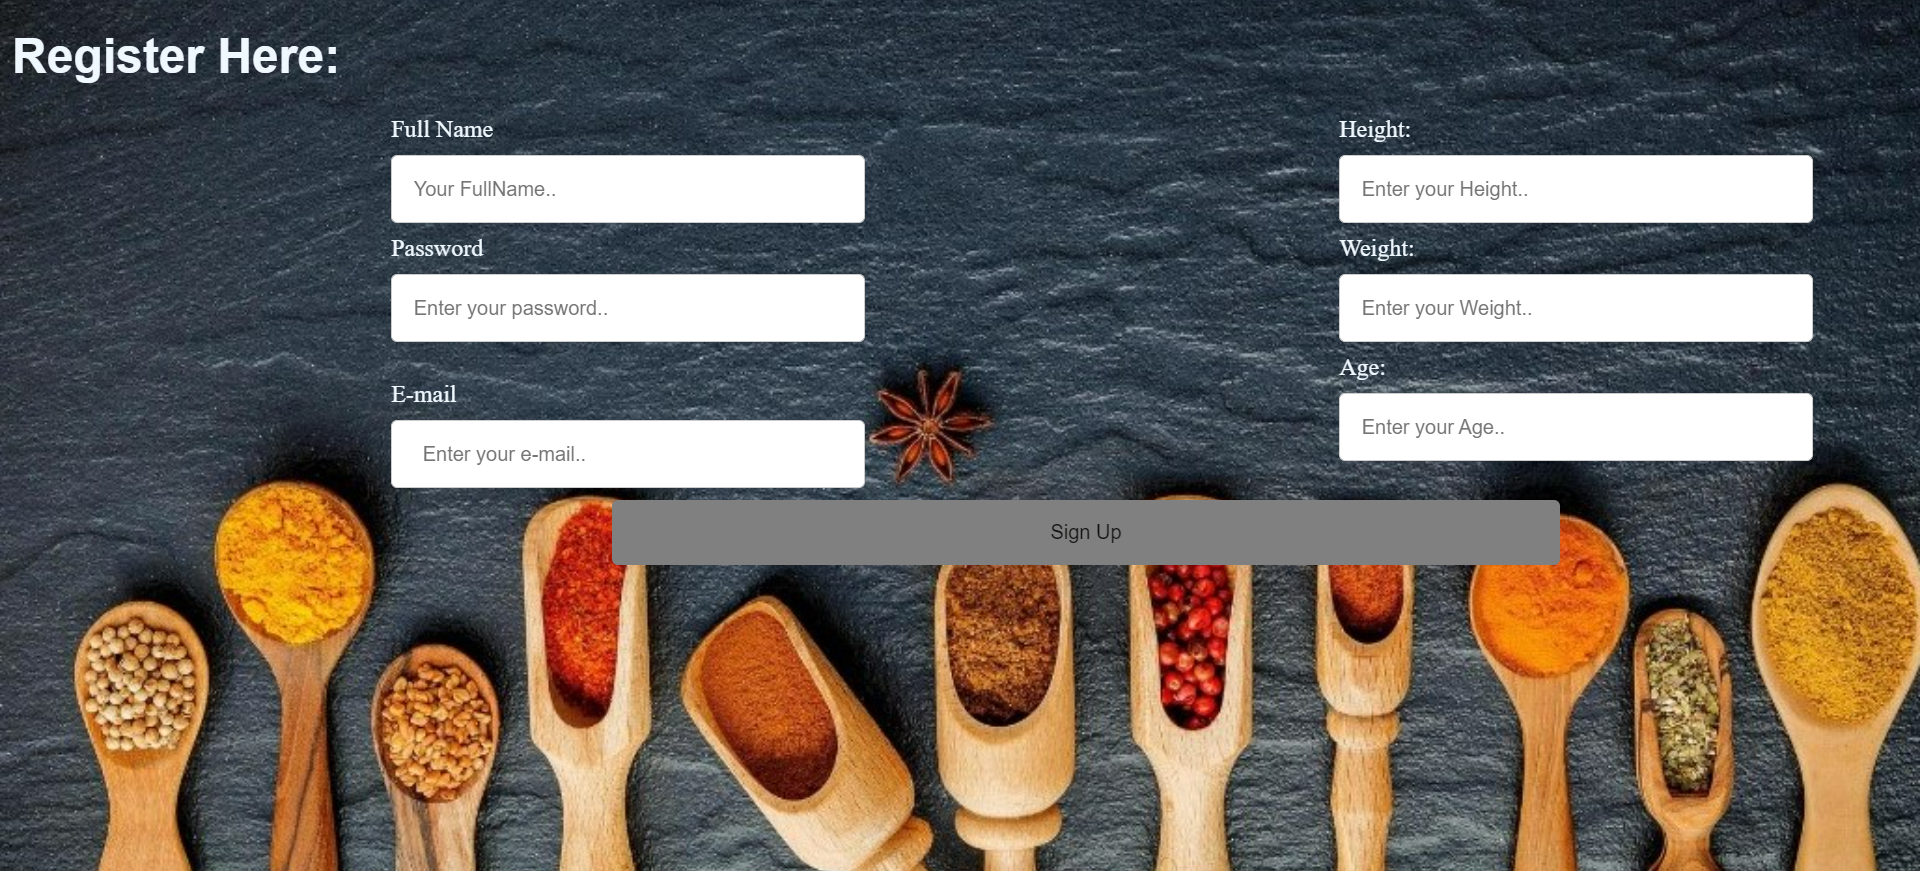 Register Here:
Full Name
Your FullName..
Password
Enter your password..
E-mail
Enter your e-mail..
Height:
Enter your Height..
Weight:
Enter your Weight..
Age:
Enter your Age..
Sign Up